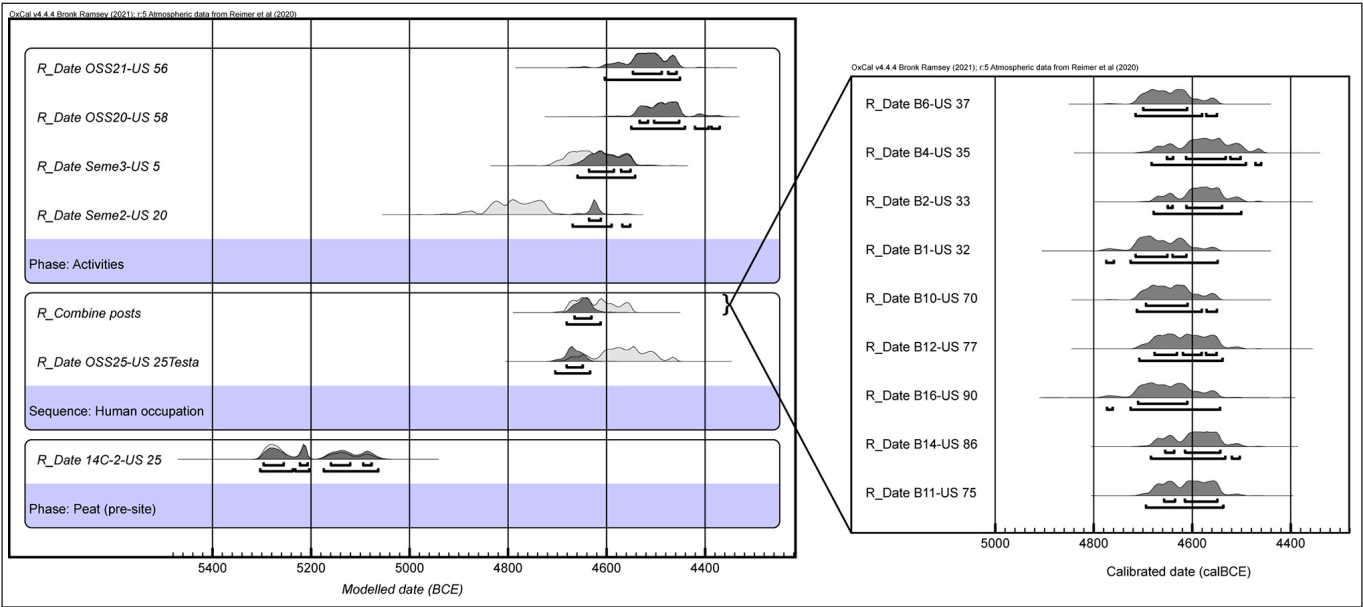 OxCal v4.4.4 Bronk Ramsey (2021); r:5 Atmospheric data from Reimer et al (2020)
R_Date OSS21-US 56
R_Date OSS20-US 58
R_Date Seme3-US 5
R_Date Seme2-US 20
Phase: Activities
R_Combine posts
}
R_Date OSS25-US 25Testa
Sequence: Human occupation
R_Date 14C-2-US 25
Phase: Peat (pre-site)
5400 5200 5000 4800 4600 4400
Modelled date (BCE)
OxCal v4.4.4 Bronk Ramsey (2021); r:5 Atmospheric data from Reimer et al (2020)
R_Date B6-US 37
R_Date B4-US 35
R_Date B2-US 33
R_Date B1-US 32
R_Date B10-US 70
R_Date B12-US 77
R_Date B16-US 90
R_Date B14-US 86
R_Date B11-US 75
5000 4800 4600 4400
Calibrated date (calBCE)